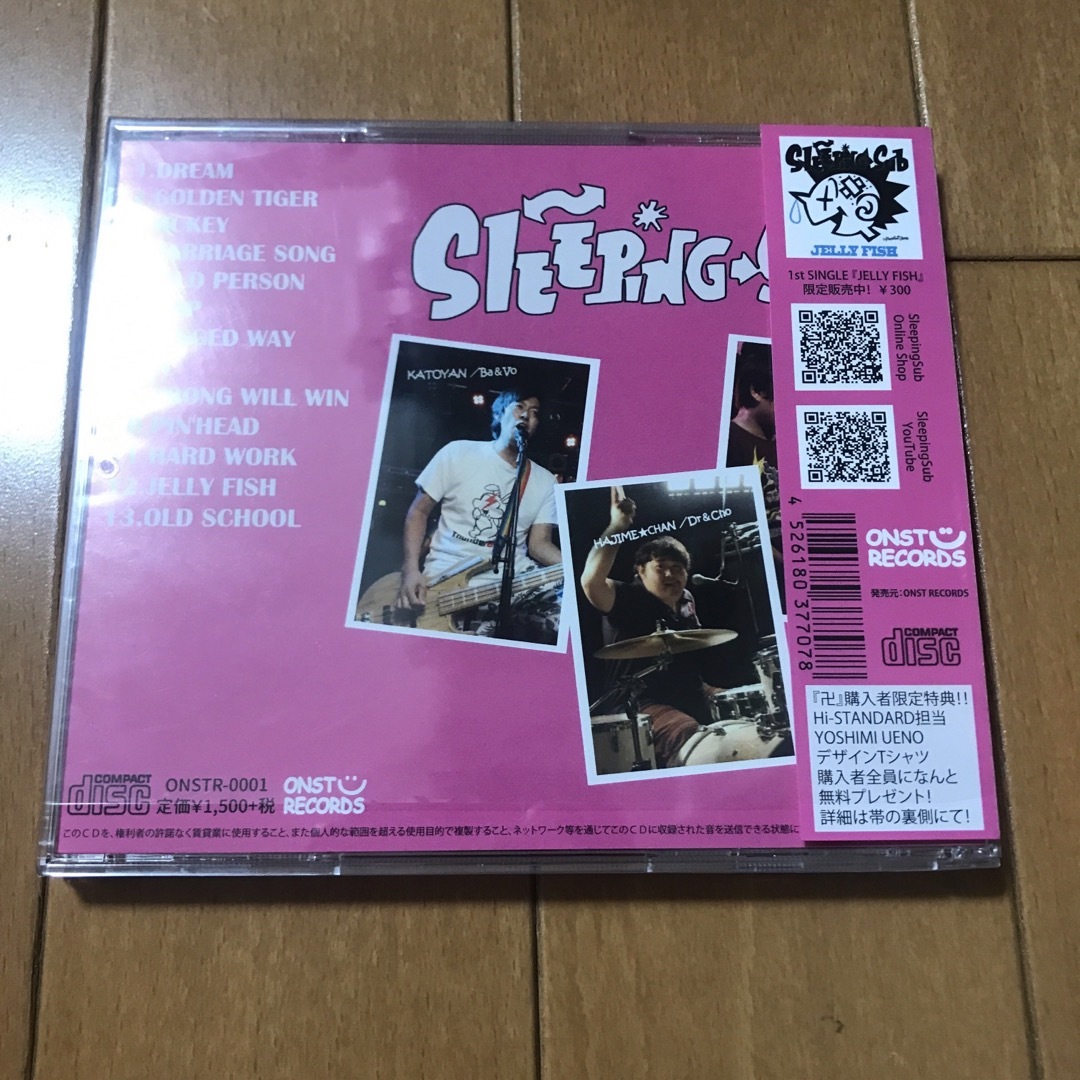 1.DREAM
GOLDEN TIGER
CKEY
ARRIAGE SONG
D PERSON
P
GED WAY
ONG WILL WIN
PIN'HEAD
HARD WORK
2.JELLY FISH
13.OLD SCHOOL
SLEEPING★S
KATOYAN／Ba&Vo
HAJIME★CHAN／Dr&Cho
COMPACT
disc
ONSTR-0001
定価¥1,500+税
ONST
RECORDS
このＣＤを、権利者の許諾なく賃貸業に使用すること、また個人的な範囲を超える使用目的で複製すること、ネットワーク等を通じてこのＣＤに収録された音を送信できる状態に
SLEEPING★Sub
JELLY FISH
1st SINGLE『JELLY FISH』
限定販売中! ￥300
SleepingSub
Online Shop
SleepingSub
YouTube
4 526180 377078
ONST
RECORDS
発売元:ONST RECORDS
COMPACT
disc
『卍』購入者限定特典!!
Hi-STANDARD担当
YOSHIMI UENO
デザインTシャツ
購入者全員になんと
無料プレゼント!
詳細は帯の裏側にて!